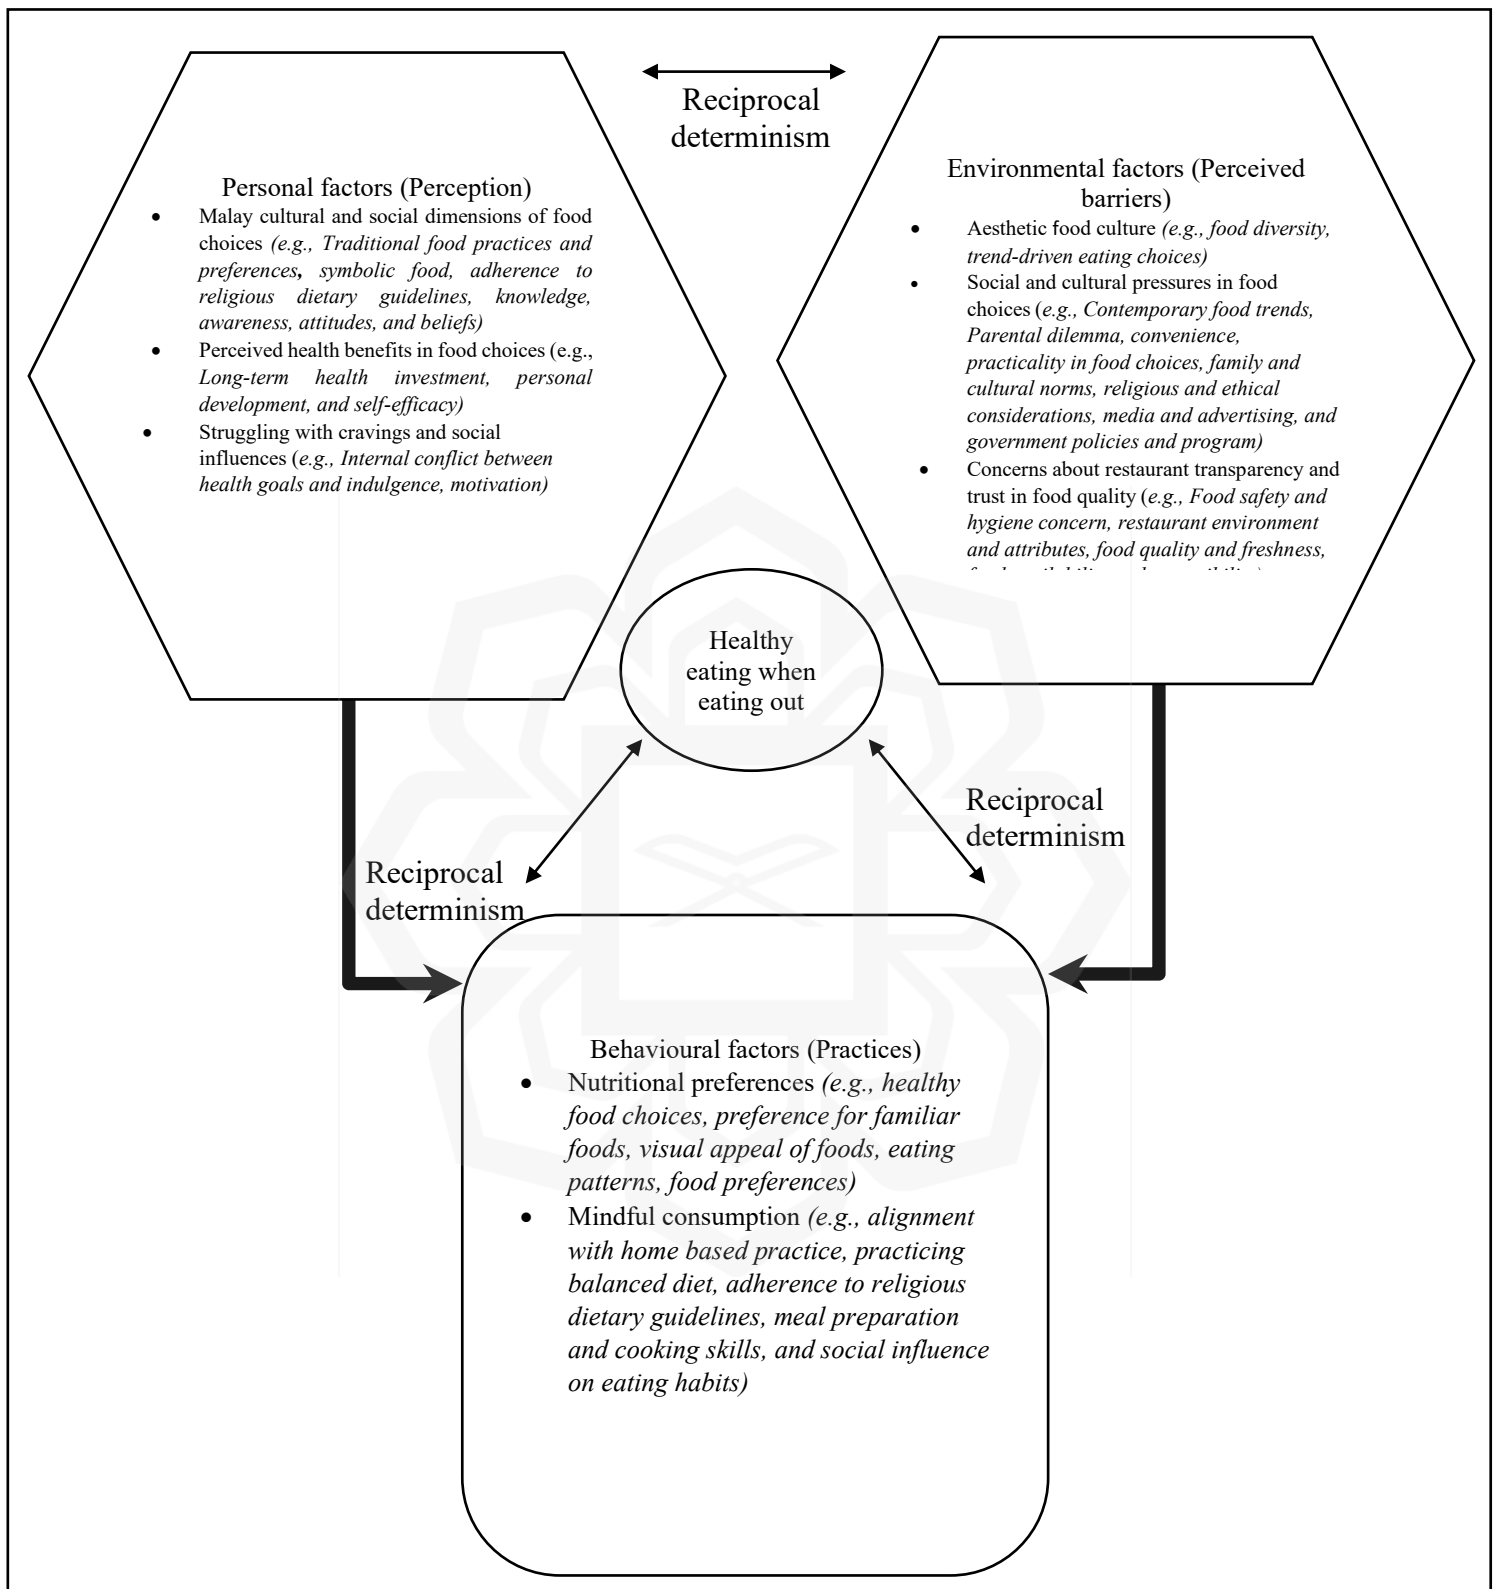 Reciprocal
determinism
Personal factors (Perception)
• Malay cultural and social dimensions of food
choices (e.g., Traditional food practices and
preferences, symbolic food, adherence to
religious dietary guidelines, knowledge,
awareness, attitudes, and beliefs)
• Perceived health benefits in food choices (e.g.,
Long-term health investment, personal
development, and self-efficacy)
• Struggling with cravings and social
influences (e.g., Internal conflict between
health goals and indulgence, motivation)
Environmental factors (Perceived
barriers)
• Aesthetic food culture (e.g., food diversity,
trend-driven eating choices)
• Social and cultural pressures in food
choices (e.g., Contemporary food trends,
Parental dilemma, convenience,
practicality in food choices, family and
cultural norms, religious and ethical
considerations, media and advertising, and
government policies and program)
• Concerns about restaurant transparency and
trust in food quality (e.g., Food safety and
hygiene concern, restaurant environment
and attributes, food quality and freshness,
Healthy
eating when
eating out
Reciprocal
determinism
Reciprocal
determinism
Behavioural factors (Practices)
• Nutritional preferences (e.g., healthy
food choices, preference for familiar
foods, visual appeal of foods, eating
patterns, food preferences)
• Mindful consumption (e.g., alignment
with home based practice, practicing
balanced diet, adherence to religious
dietary guidelines, meal preparation
and cooking skills, and social influence
on eating habits)